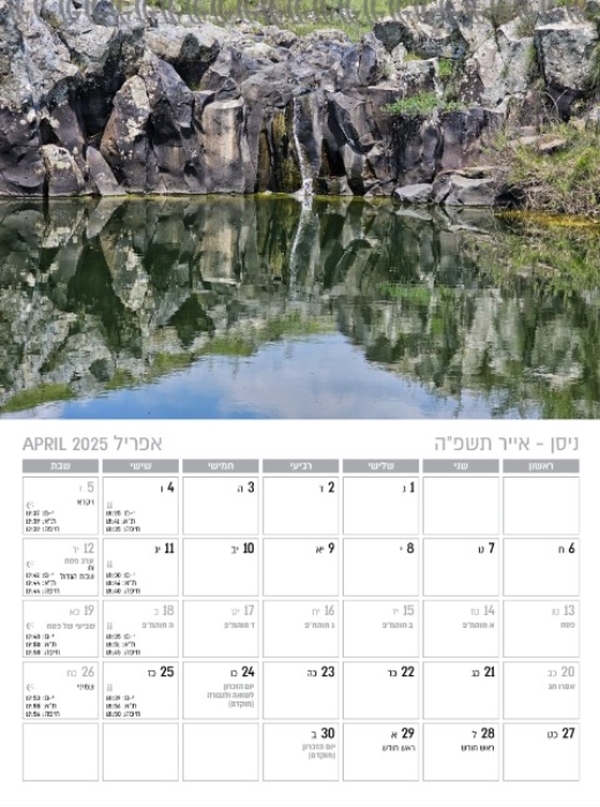 ניסן - אייר תשפ"ה
אפריל APRIL 2025
ראשון שני שלישי רביעי חמישי שישי שבת
1 ג
2 ד
3 ה
4 ו
5 ז
ויקרא
6 ח
7 ט
8 י
9 יא
10 יב
11 יג
12 יד
ערב פסח
שבת הגדול
13 טו
פסח
14 טז
א חוהמ"פ
15 יז
ב חוהמ"פ
16 יח
ג חוהמ"פ
17 יט
ד חוהמ"פ
18 כ
ה חוהמ"פ
19 כא
שביעי של פסח
20 כב
אסרו חג
21 כג
22 כד
23 כה
24 כו
יום הזכרון
לשואה ולגבורה
(מוקדם)
25 כז
26 כח
שמיני
27 כט
28 ל
ראש חודש
29 א
ראש חודש
30 ב
יום הזכרון
(מוקדם)